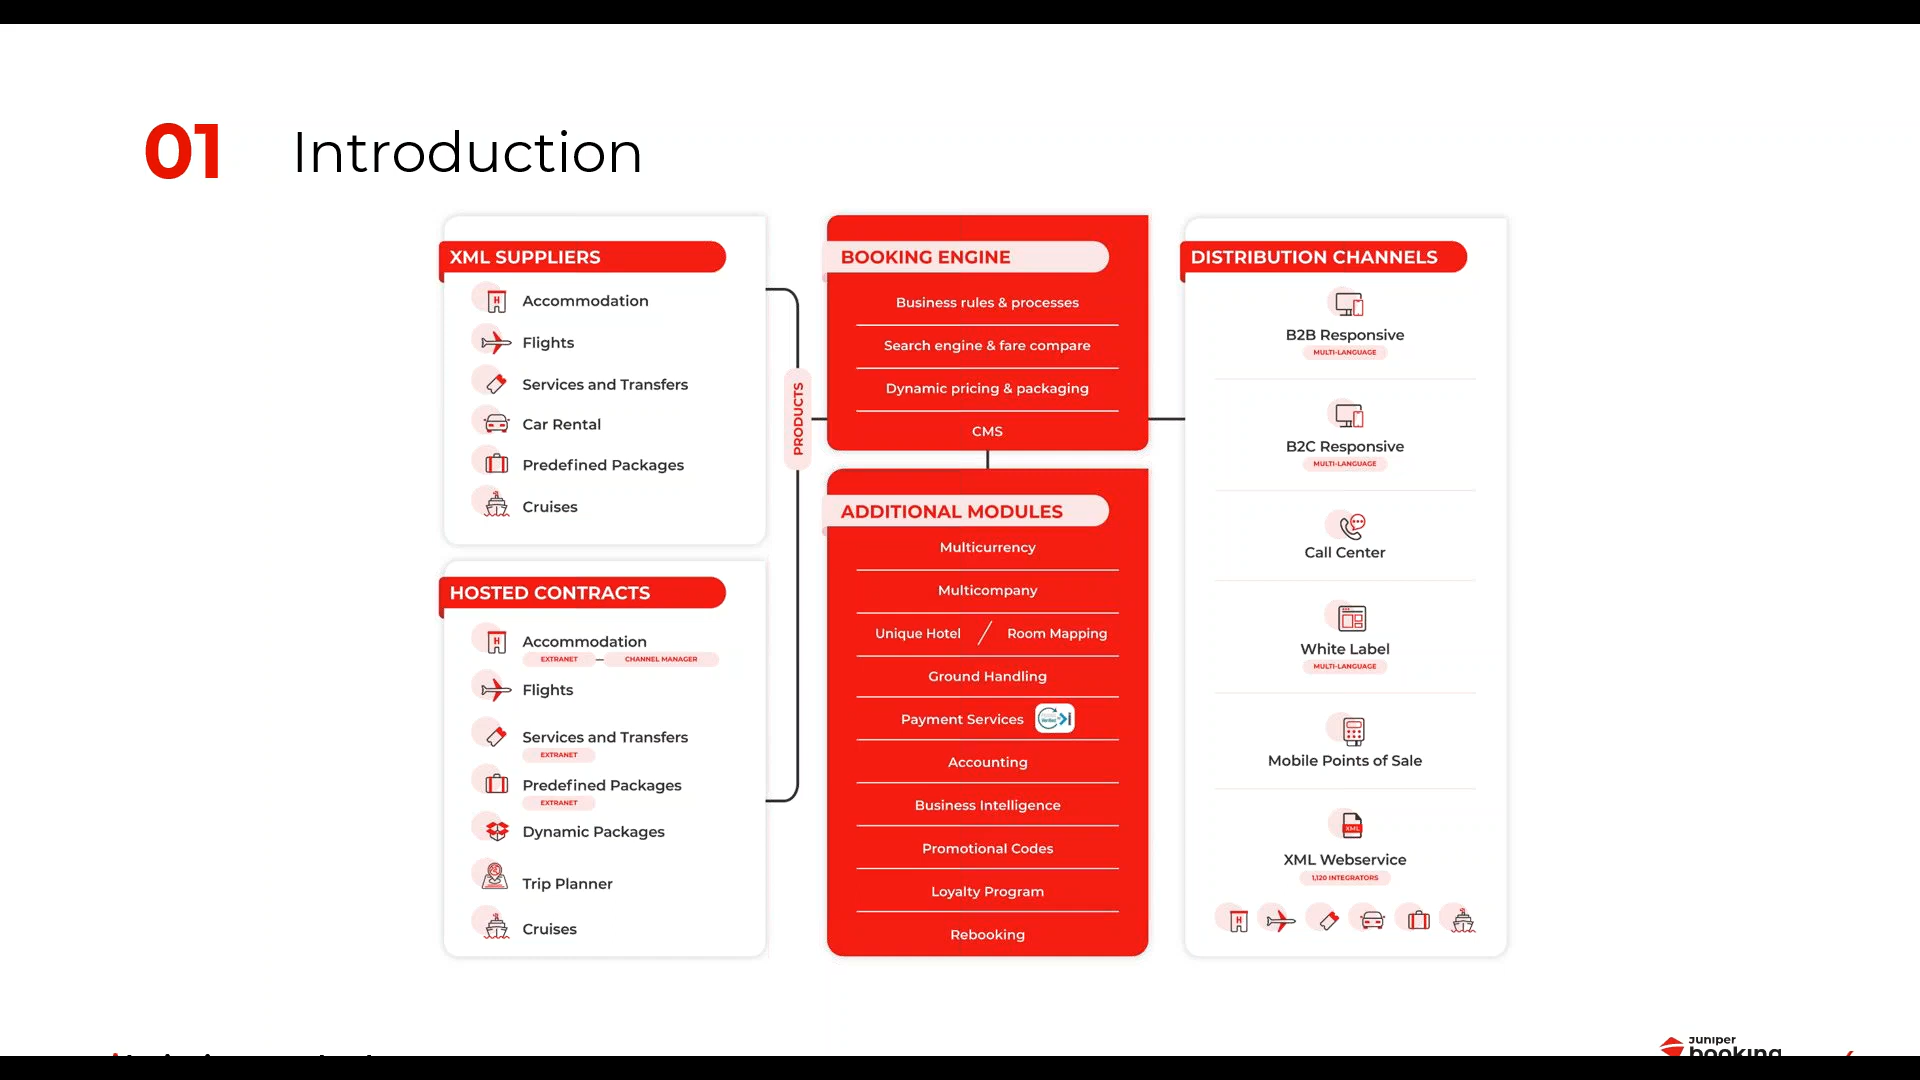 01 Introduction
XML SUPPLIERS
Accommodation
Flights
Services and Transfers
Car Rental
Predefined Packages
Cruises
HOSTED CONTRACTS
Accommodation
EXTRANET
CHANNEL MANAGER
Flights
Services and Transfers
EXTRANET
Predefined Packages
EXTRANET
Dynamic Packages
Trip Planner
Cruises
PRODUCTS
BOOKING ENGINE
Business rules & processes
Search engine & fare compare
Dynamic pricing & packaging
CMS
ADDITIONAL MODULES
Multicurrency
Multicompany
Unique Hotel / Room Mapping
Ground Handling
Payment Services
Accounting
Business Intelligence
Promotional Codes
Loyalty Program
Rebooking
DISTRIBUTION CHANNELS
B2B Responsive
MULTI-LANGUAGE
B2C Responsive
MULTI-LANGUAGE
Call Center
White Label
MULTI-LANGUAGE
Mobile Points of Sale
XML
XML Webservice
1,120 INTEGRATORS
Juniper
booking